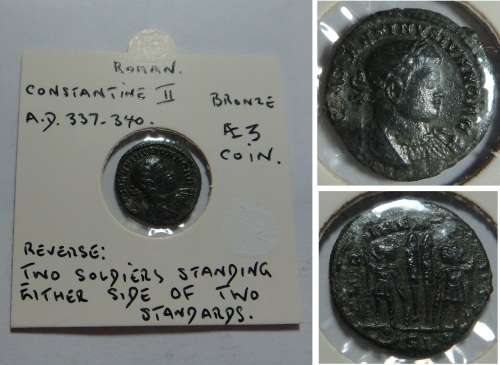 ROMAN.
CONSTANTINE II
A.D. 337-340.
BRONZE
Æ3
COIN.
REVERSE:
TWO SOLDIERS STANDING
EITHER SIDE OF TWO
STANDARDS.